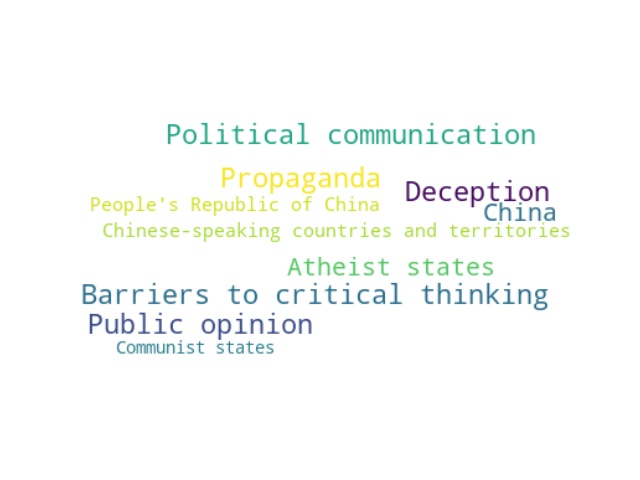 Political communication
Propaganda
Deception
People's Republic of China
China
Chinese-speaking countries and territories
Atheist states
Barriers to critical thinking
Public opinion
Communist states